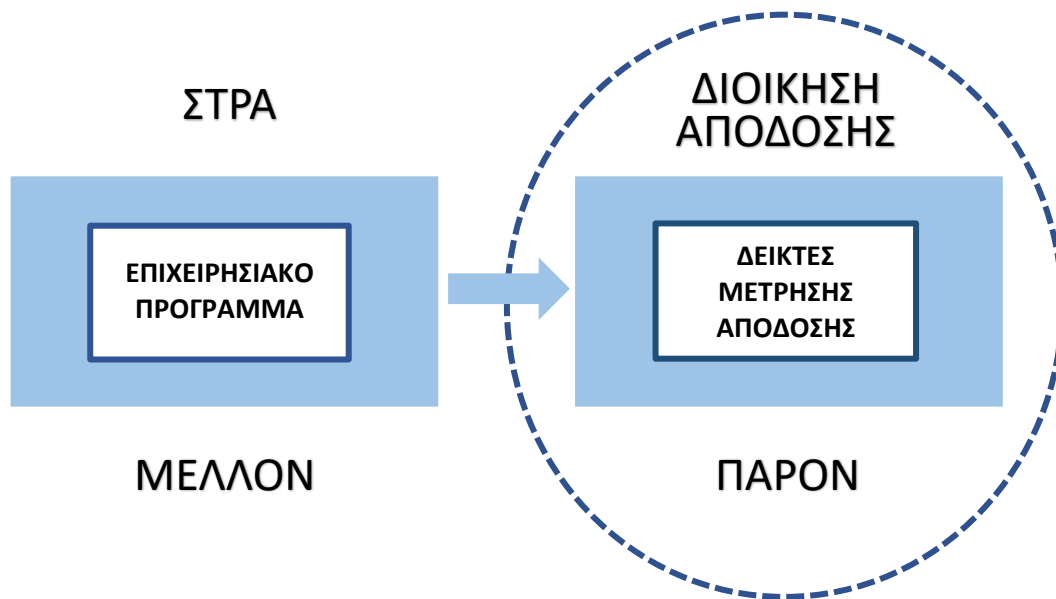 ΣΤΡΑ
ΕΠΙΧΕΙΡΗΣΙΑΚΟ
ΠΡΟΓΡΑΜΜΑ
ΜΕΛΛΟΝ
ΔΙΟΙΚΗΣΗ
ΑΠΟΔΟΣΗΣ
ΔΕΙΚΤΕΣ
ΜΕΤΡΗΣΗΣ
ΑΠΟΔΟΣΗΣ
ΠΑΡΟΝ